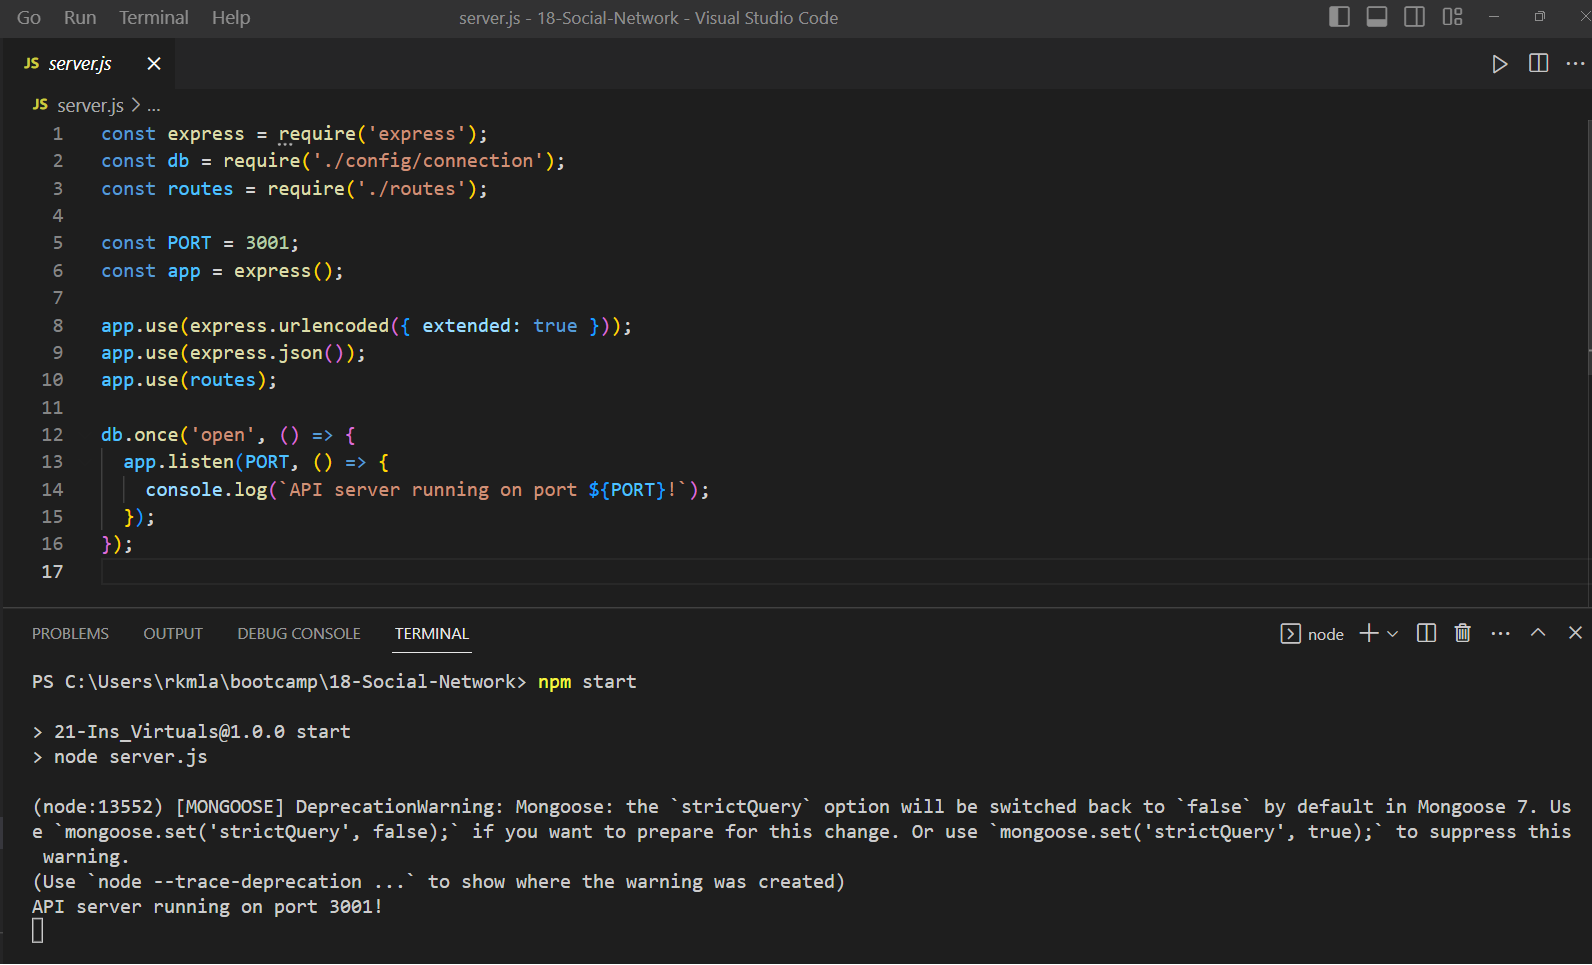 Go Run Terminal Help server.js - 18-Social-Network - Visual Studio Code
JS server.js
JS server.js > ...
1 const express = require('express');
2 const db = require('./config/connection');
3 const routes = require('./routes');
4
5 const PORT = 3001;
6 const app = express();
7
8 app.use(express.urlencoded({ extended: true }));
9 app.use(express.json());
10 app.use(routes);
11
12 db.once('open', () => {
13 app.listen(PORT, () => {
14 console.log(`API server running on port ${PORT}!`);
15 });
16 });
17
PROBLEMS OUTPUT DEBUG CONSOLE TERMINAL node
PS C:\Users\rkmla\bootcamp\18-Social-Network> npm start
> 21-Ins_Virtuals@1.0.0 start
> node server.js
(node:13552) [MONGOOSE] DeprecationWarning: Mongoose: the `strictQuery` option will be switched back to `false` by default in Mongoose 7. Us
e `mongoose.set('strictQuery', false);` if you want to prepare for this change. Or use `mongoose.set('strictQuery', true);` to suppress this
warning.
(Use `node --trace-deprecation ...` to show where the warning was created)
API server running on port 3001!